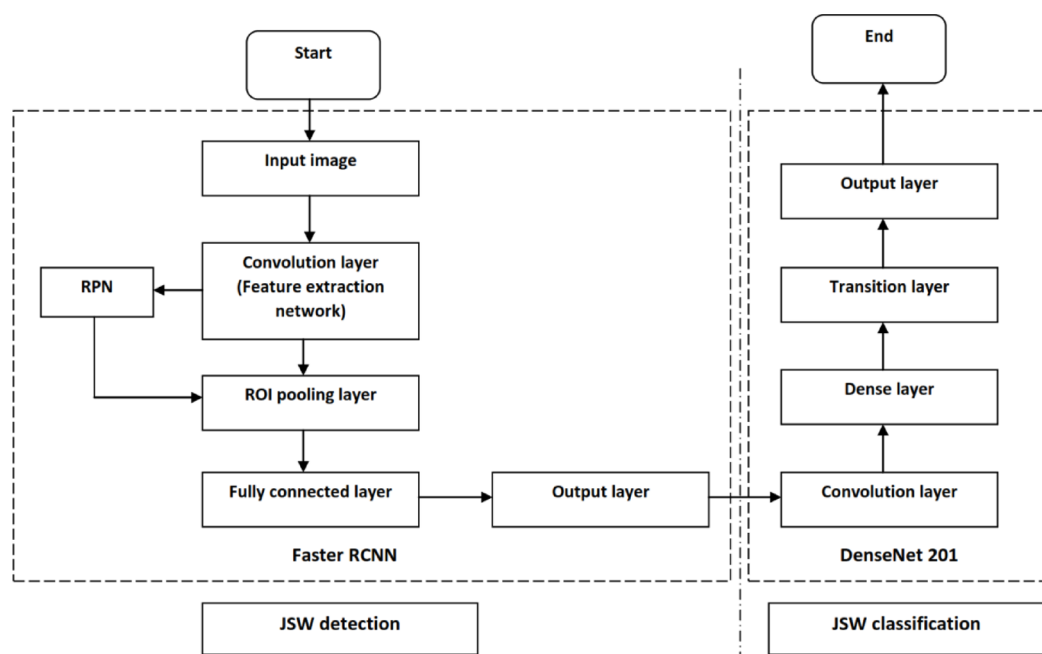 Start
Input image
Convolution layer
(Feature extraction
network)
RPN
ROI pooling layer
Fully connected layer
Output layer
Faster RCNN
JSW detection
End
Output layer
Transition layer
Dense layer
Convolution layer
DenseNet 201
JSW classification